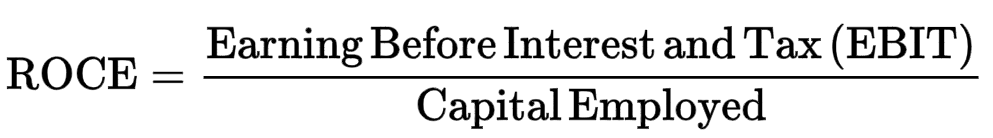 ROCE = Earning Before Interest and Tax (EBIT)
Capital Employed